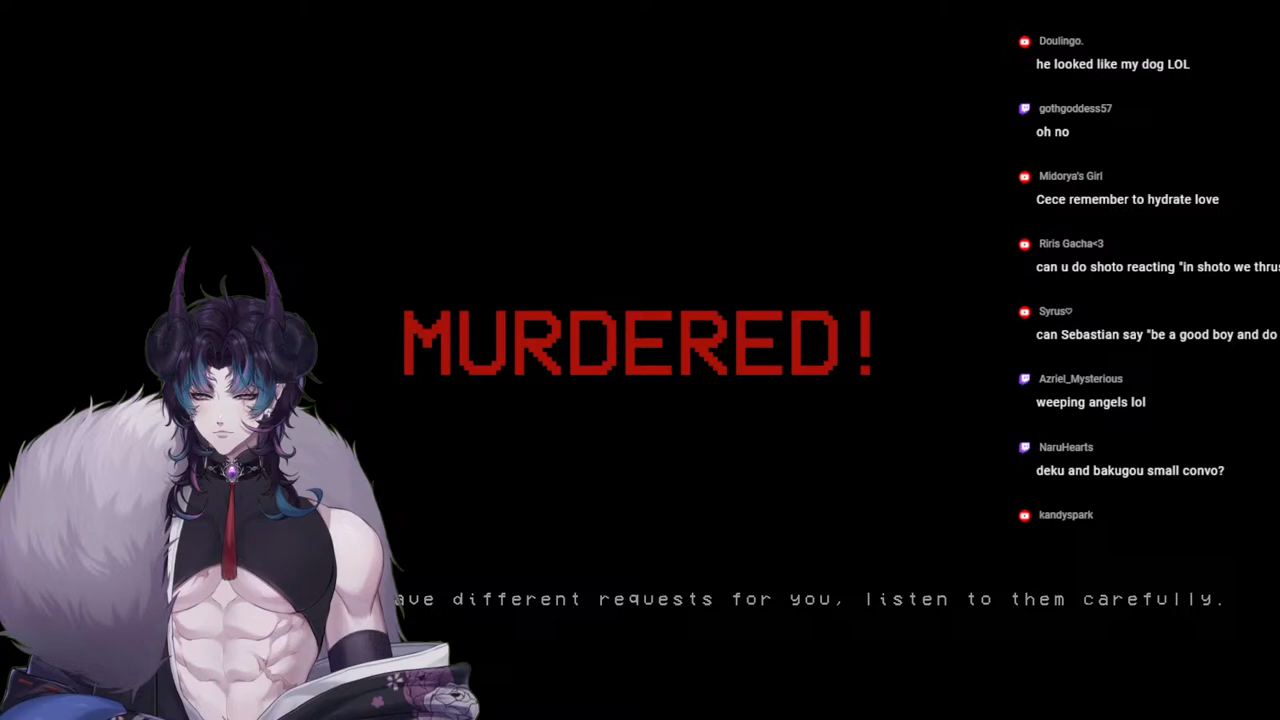 Doulingo.
he looked like my dog LOL
gothgoddess57
oh no
Midorya's Girl
Cece remember to hydrate love
Riris Gacha<3
can u do shoto reacting "in shoto we
Syrus♡
can Sebastian say "be a good boy and do
Azriel_Mysterious
weeping angels lol
NaruHearts
deku and bakugou small convo?
kandyspark
MURDERED!
different requests for you, listen to them carefully.